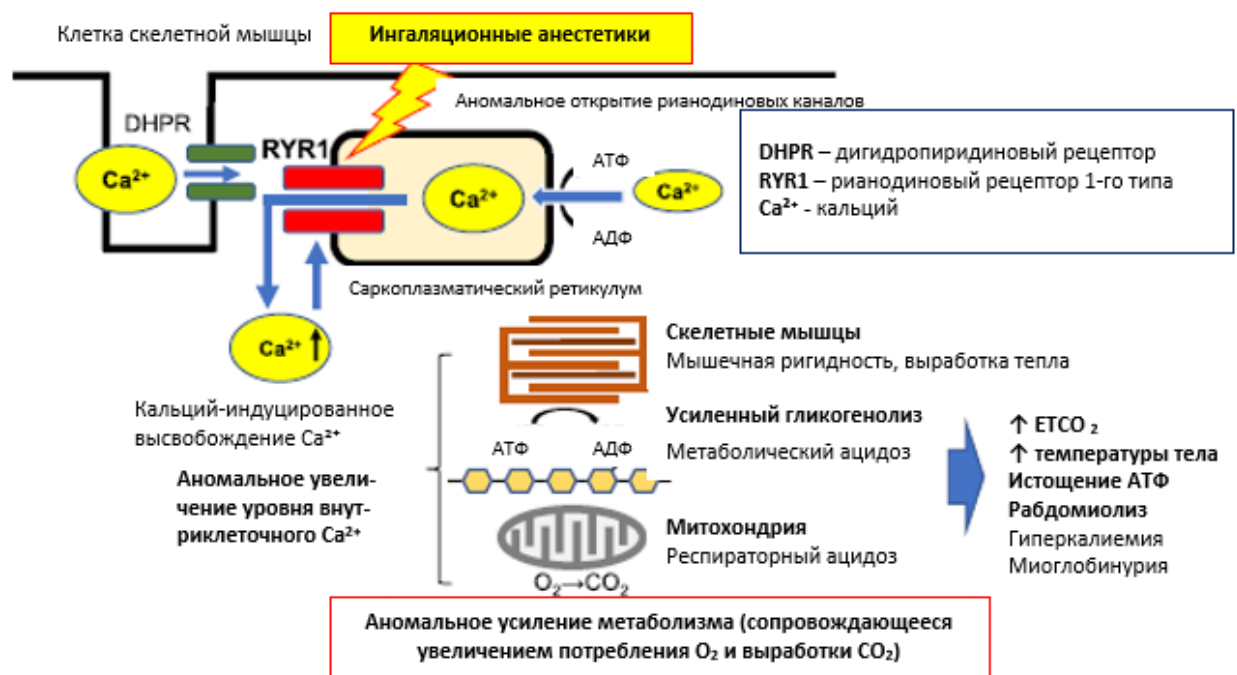 Клетка скелетной мышцы
Ингаляционные анестетики
Аномальное открытие рианодиновых каналов
DHPR
RYR1
Ca²⁺
Ca²⁺
АТФ
Ca²⁺
АДФ
DHPR – дигидропиридиновый рецептор
RYR1 – рианодиновый рецептор 1-го типа
Ca²⁺ - кальций
Саркоплазматический ретикулум
Ca²⁺↑
Кальций-индуцированное
высвобождение Ca²⁺
Аномальное увели-
чение уровня внут-
риклеточного Ca²⁺
Скелетные мышцы
Мышечная ригидность, выработка тепла
Усиленный гликогенолиз
АТФ
АДФ
Метаболический ацидоз
Митохондрия
Респираторный ацидоз
O₂→CO₂
↑ ETCO ₂
↑ температуры тела
Истощение АТФ
Рабдомиолиз
Гиперкалиемия
Миоглобинурия
Аномальное усиление метаболизма (сопровождающееся
увеличением потребления O₂ и выработки CO₂)